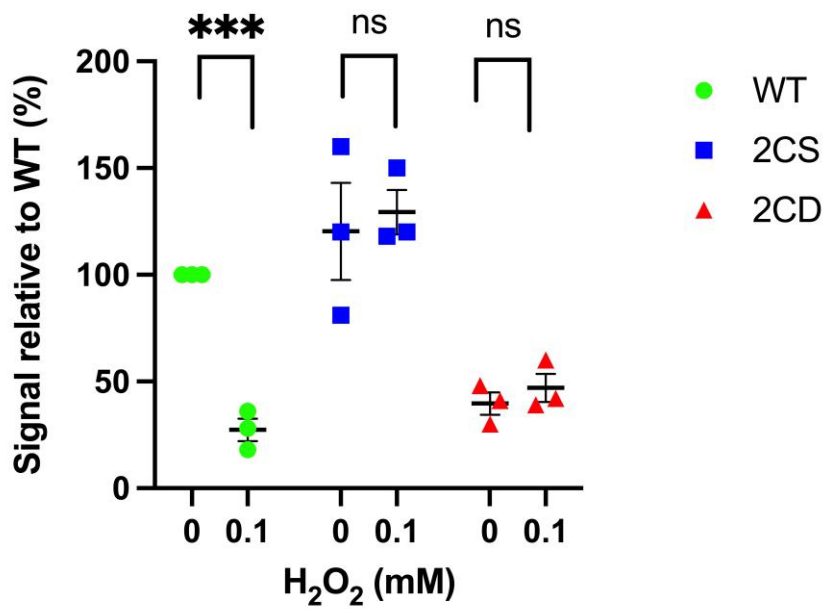 *** ns ns
200
150
100
50
0
Signal relative to WT (%)
0 0.1 0 0.1 0 0.1
H₂O₂ (mM)
WT
2CS
2CD